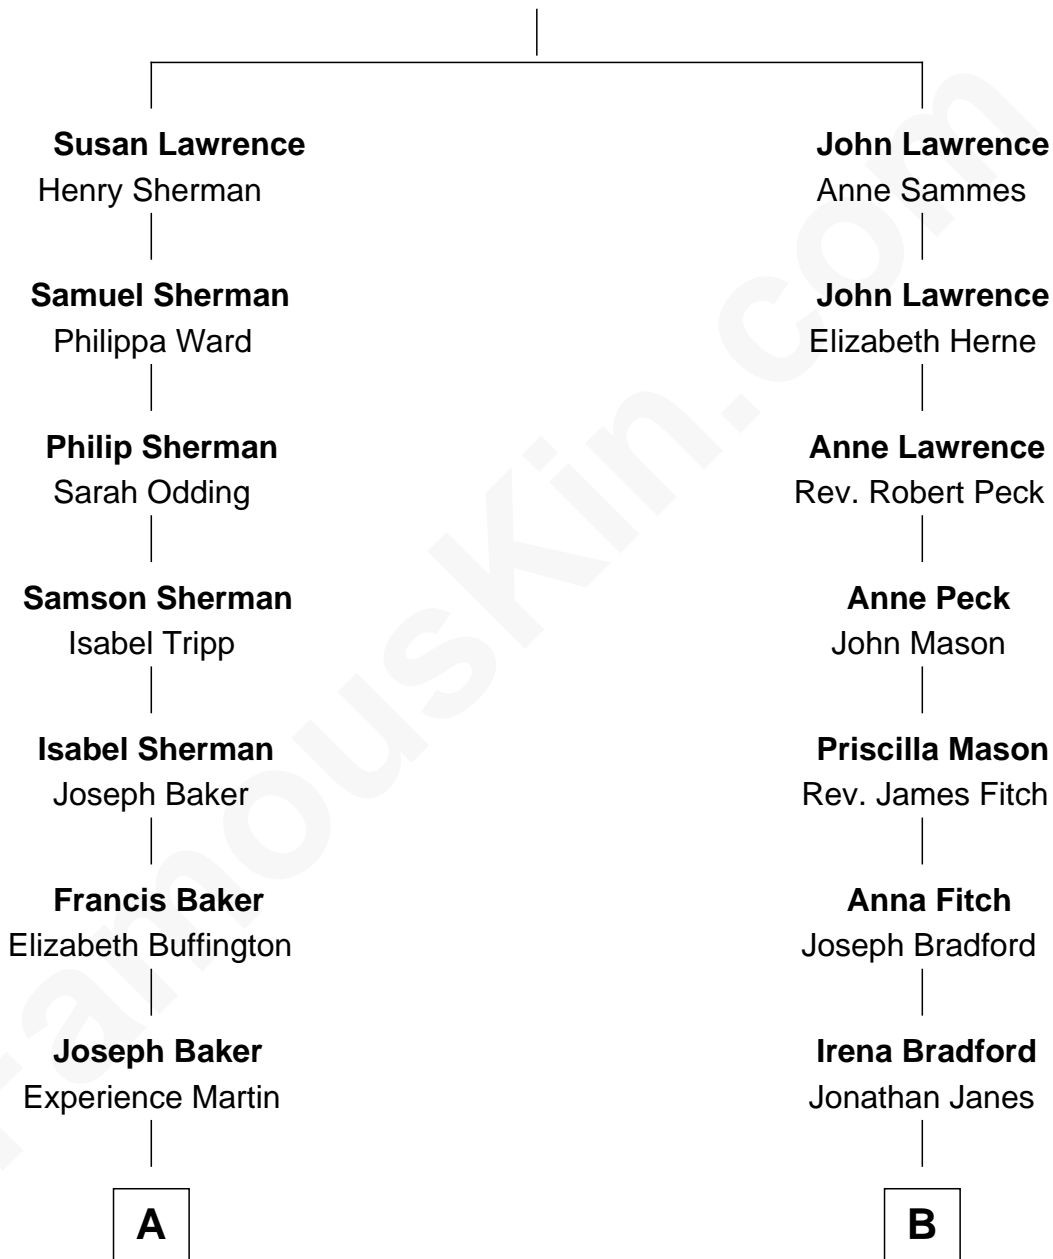 Susan Lawrence
Henry Sherman
Samuel Sherman
Philippa Ward
Philip Sherman
Sarah Odding
Samson Sherman
Isabel Tripp
Isabel Sherman
Joseph Baker
Francis Baker
Elizabeth Buffington
Joseph Baker
Experience Martin
A
John Lawrence
Anne Sammes
John Lawrence
Elizabeth Herne
Anne Lawrence
Rev. Robert Peck
Anne Peck
John Mason
Priscilla Mason
Rev. James Fitch
Anna Fitch
Joseph Bradford
Irena Bradford
Jonathan Janes
B
FamousKin.com